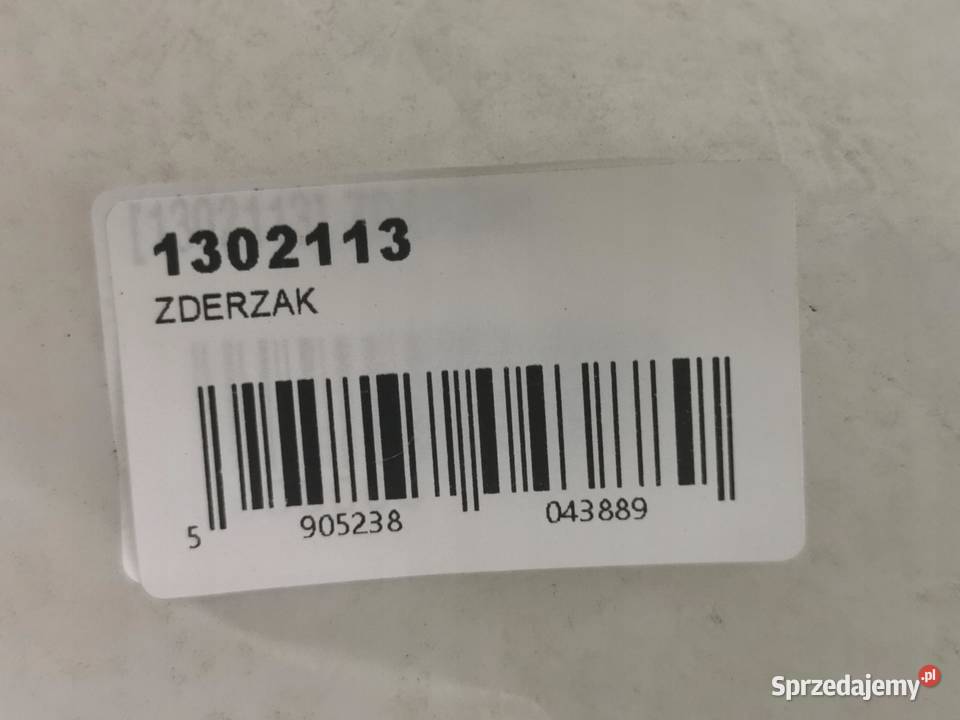 1302113
ZDERZAK
5 905238 043889
Sprzedajemy.pl